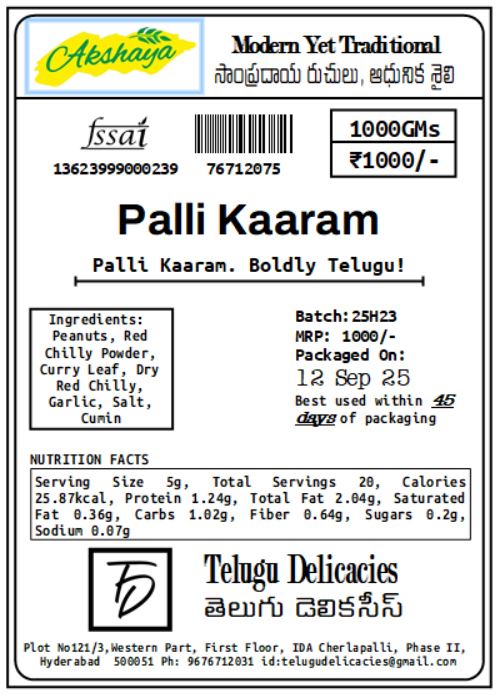 Akshaya
Modern Yet Traditional
సాంప్రదాయ రుచులు, ఆధునిక శైలి
fssai
13623999000239
76712075
1000GMs
₹1000/-
Palli Kaaram
Palli Kaaram. Boldly Telugu!
Ingredients:
Peanuts, Red
Chilly Powder,
Curry Leaf, Dry
Red Chilly,
Garlic, Salt,
Cumin
Batch:25H23
MRP: 1000/-
Packaged On:
12 Sep 25
Best used within 45
days of packaging
NUTRITION FACTS
Serving Size 5g, Total Servings 20, Calories
25.87kcal, Protein 1.24g, Total Fat 2.04g, Saturated
Fat 0.36g, Carbs 1.02g, Fiber 0.64g, Sugars 0.2g,
Sodium 0.07g
TD
Telugu Delicacies
తెలుగు డెలికసీస్
Plot No121/3,Western Part, First Floor, IDA Cherlapalli, Phase II,
Hyderabad 500051 Ph: 9676712031 id:telugudelicacies@gmail.com